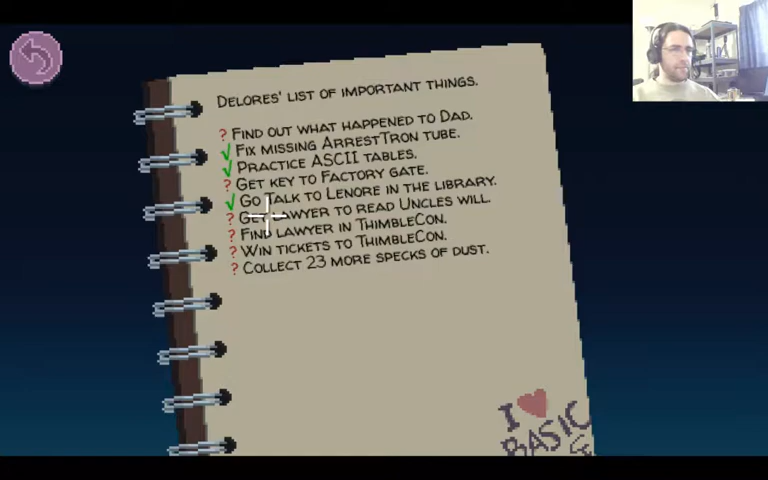 DELORES' LIST OF IMPORTANT THINGS.
? FIND OUT WHAT HAPPENED TO DAD.
√ FIX MISSING ARRESTTRON TUBE.
√ PRACTICE ASCII TABLES.
? GET KEY TO FACTORY GATE.
√ GO TALK TO LENORE IN THE LIBRARY.
? GET LAWYER TO READ UNCLES WILL.
? FIND LAWYER IN THIMBLECON.
? WIN TICKETS TO THIMBLECON.
? COLLECT 23 MORE SPECKS OF DUST.
I ❤
BASIC